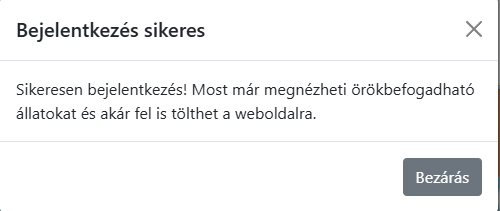 Bejelentkezés sikeres
Sikeresen bejelentkezés! Most már megnézheti örökbefogadható
állatokat és akár fel is tölthet a weboldalra.
Bezárás